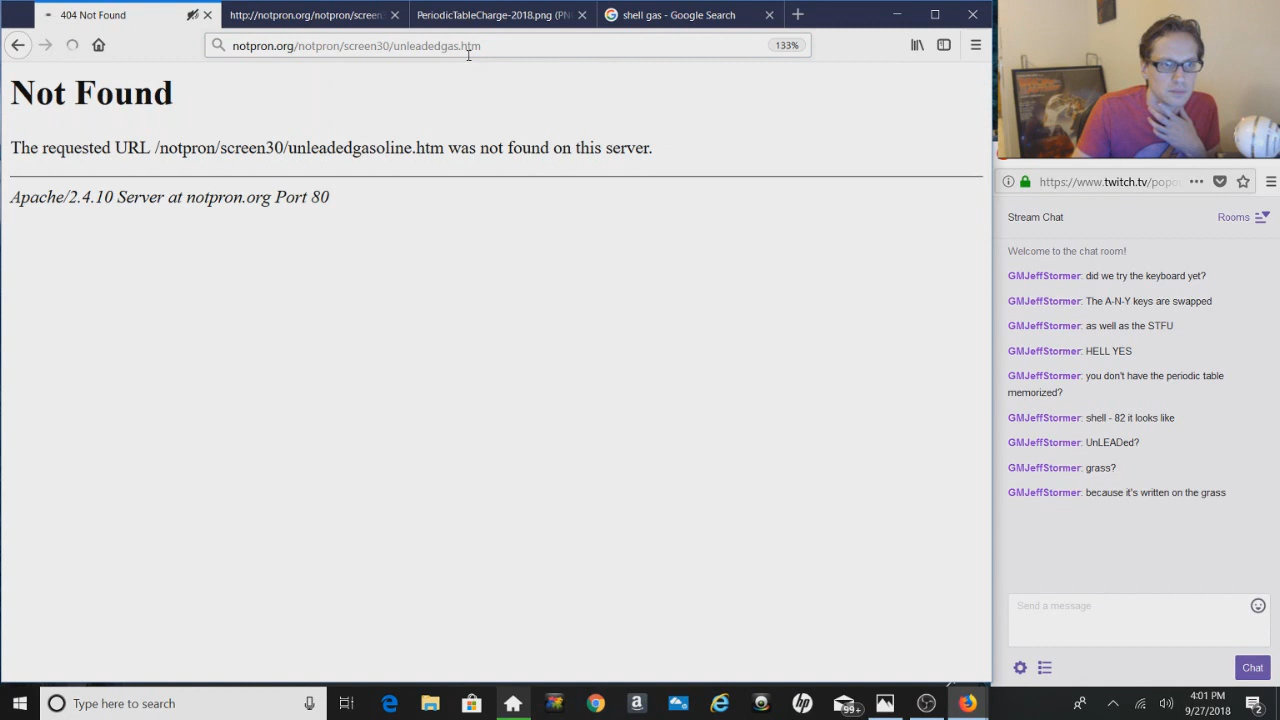 404 Not Found
http://notpron.org/notpron/screen
PeriodicTableCharge-2018.png (PN
shell gas - Google Search
notpron.org/notpron/screen30/unleadedgas.htm
133%
Not Found
The requested URL /notpron/screen30/unleadedgasoline.htm was not found on this server.
Apache/2.4.10 Server at notpron.org Port 80
https://www.twitch.tv/popo
Stream Chat
Rooms
Welcome to the chat room!
GMJeffStormer: did we try the keyboard yet?
GMJeffStormer: The A-N-Y keys are swapped
GMJeffStormer: as well as the STFU
GMJeffStormer: HELL YES
GMJeffStormer: you don't have the periodic table
memorized?
GMJeffStormer: shell - 82 it looks like
GMJeffStormer: UnLEADed?
GMJeffStormer: grass?
GMJeffStormer: because it's written on the grass
Send a message
Chat
Type here to search
99+
4:01 PM
9/27/2018
2